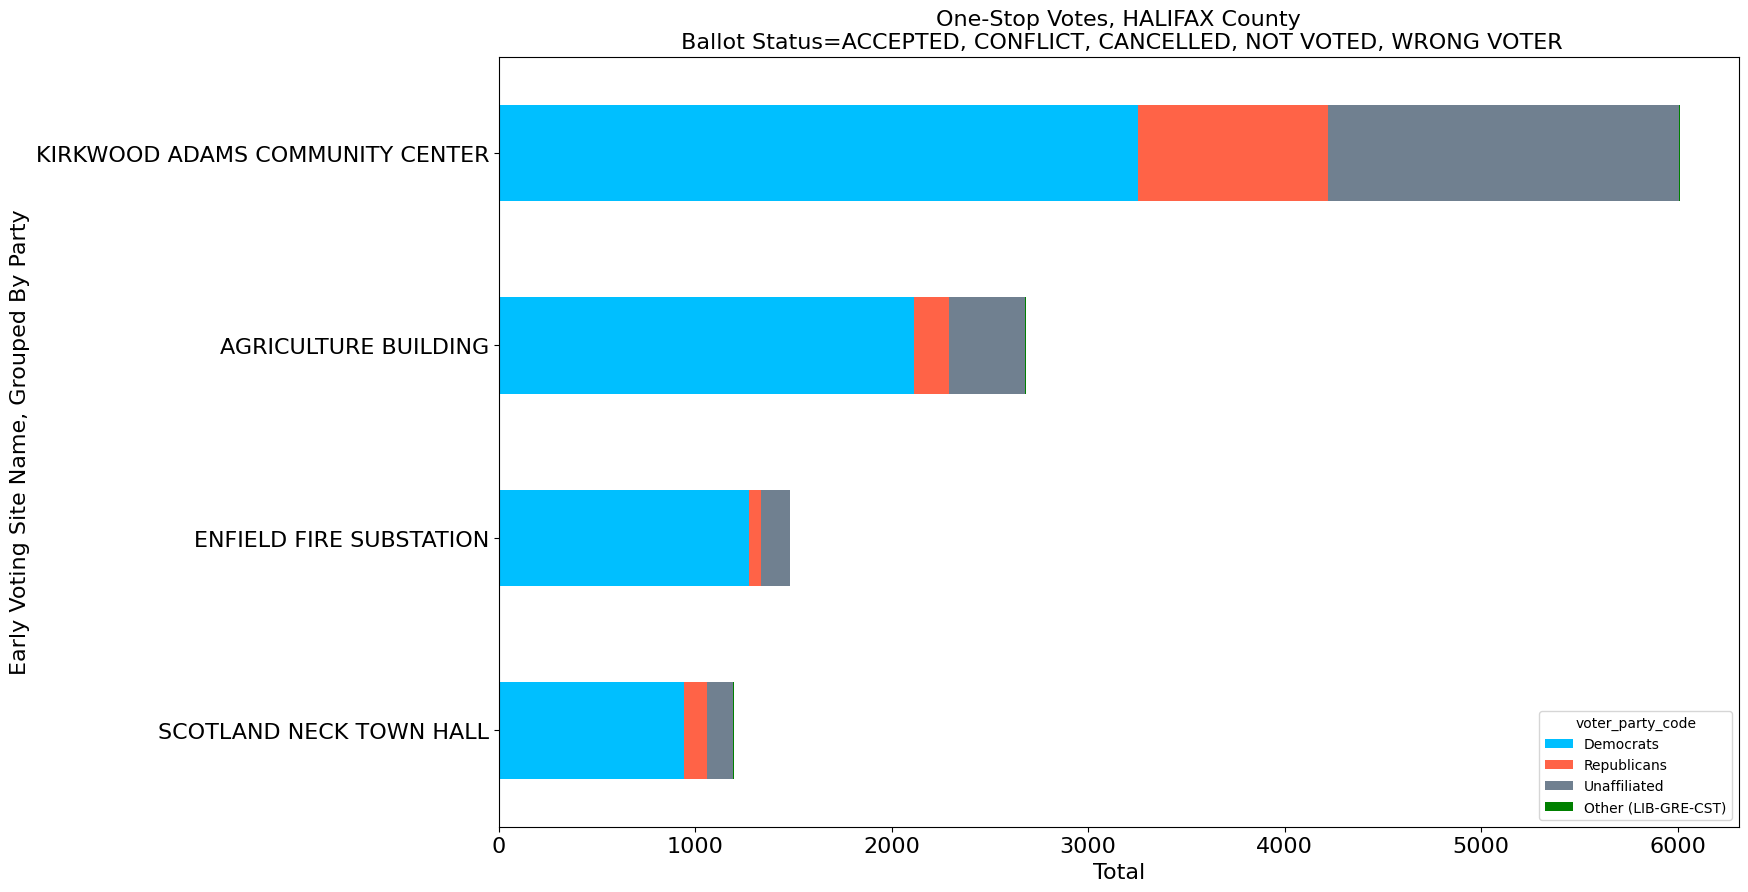 One-Stop Votes, HALIFAX County
Ballot Status=ACCEPTED, CONFLICT, CANCELLED, NOT VOTED, WRONG VOTER
Early Voting Site Name, Grouped By Party
KIRKWOOD ADAMS COMMUNITY CENTER
AGRICULTURE BUILDING
ENFIELD FIRE SUBSTATION
SCOTLAND NECK TOWN HALL
voter_party_code
Democrats
Republicans
Unaffiliated
Other (LIB-GRE-CST)
0 1000 2000 3000 4000 5000 6000
Total